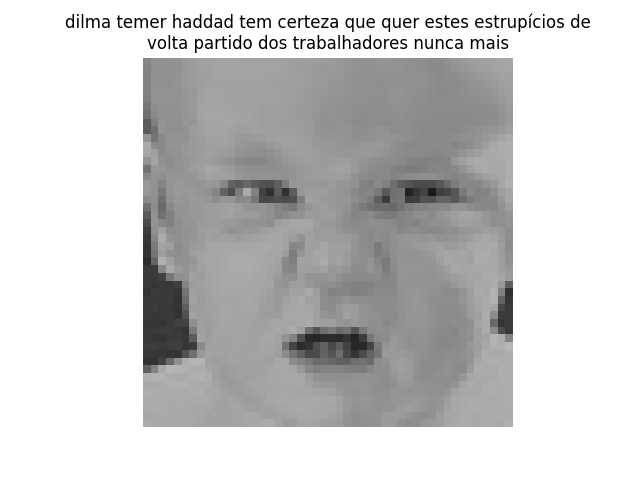 dilma temer haddad tem certeza que quer estes estrupícios de
volta partido dos trabalhadores nunca mais